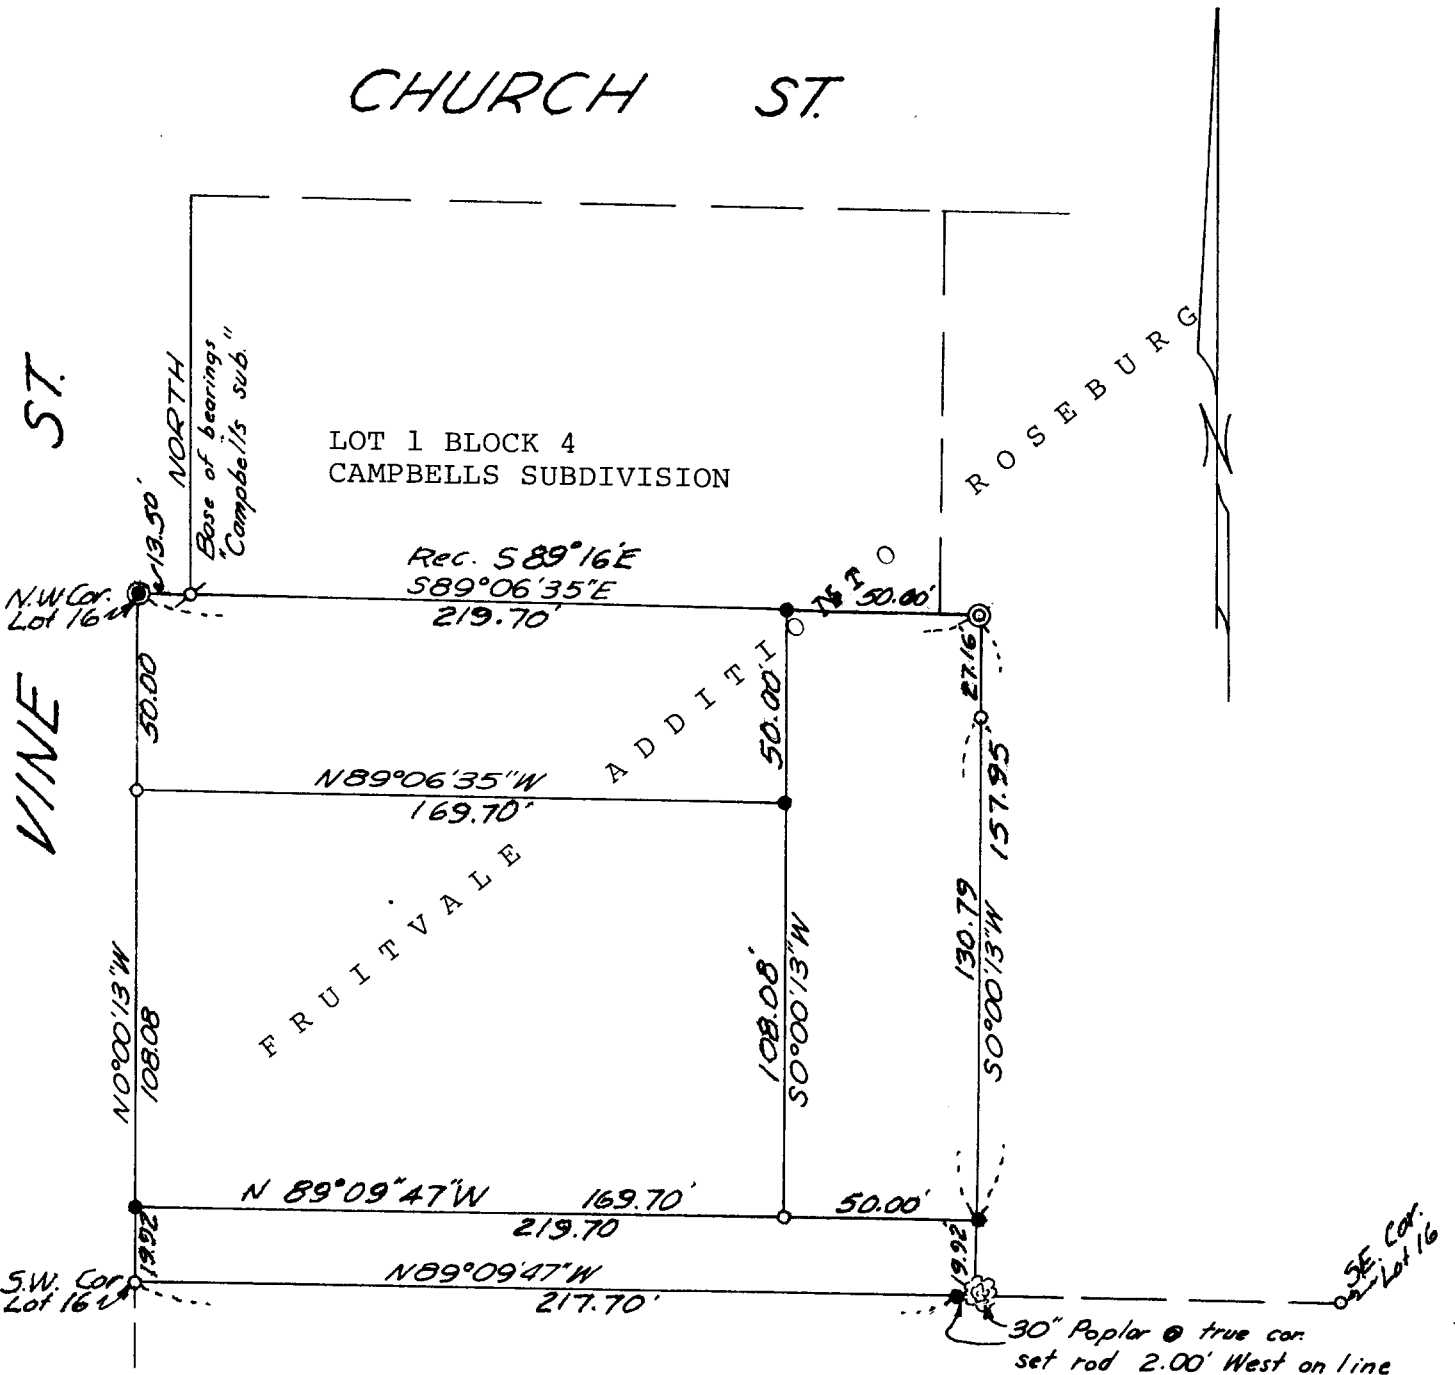 CHURCH ST.
VINE ST.
N
NORTH
Base of bearings
"Campbells sub."
LOT 1 BLOCK 4
CAMPBELLS SUBDIVISION
FRUITVALE ADDITION TO ROSEBURG
13.50'
Rec. S 89°16'E
S89°06'35"E
219.70'
50.00'
N.W Cor.
Lot 16
50.00
50.00'
27.16'
157.95
N89°06'35"W
169.70'
130.79
S0°00'13"W
N0°00'13"W
108.08
108.08'
S0°00'13"W
N 89°09"47"W 169.70' 50.00'
219.70
19.92'
19.92'
S.W. Cor
Lot 16
N89°09'47"W
217.70'
S.E. Cor.
Lot 16
30" Poplar @ true cor.
set rod 2.00' West on line